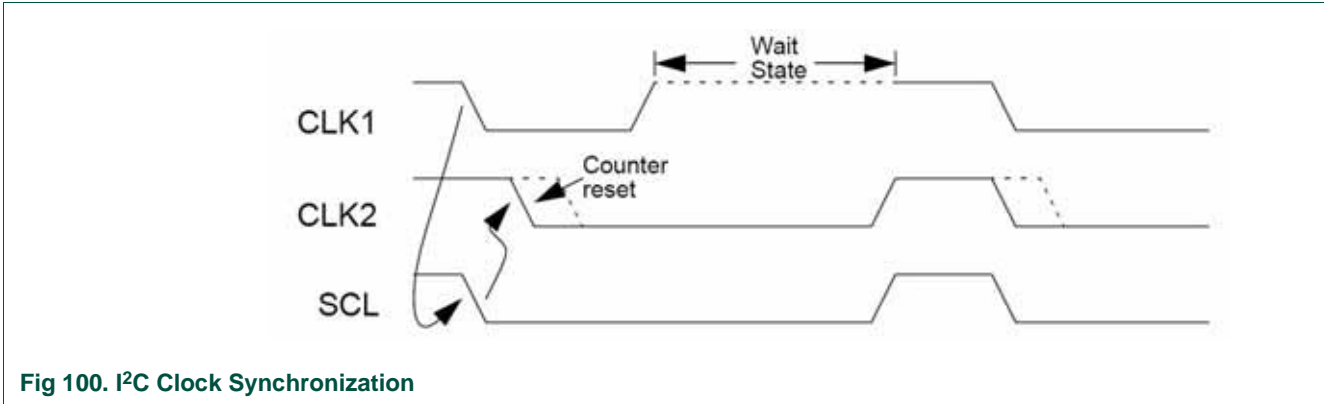 Wait
State
CLK1
Counter
reset
CLK2
SCL
Fig 100. I²C Clock Synchronization